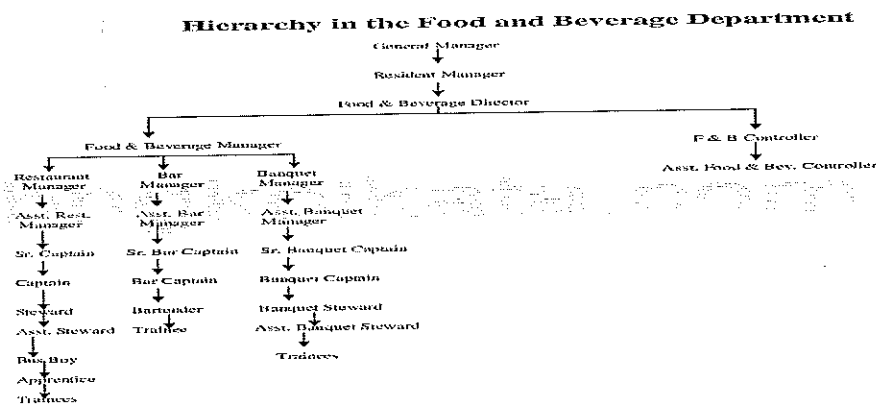 Hierarchy in the Food and Beverage Department
General Manager
Resident Manager
Food & Beverage Director
Food & Beverage Manager
F & B Controller
Asst. Food & Bev. Controller
Restaurant
Manager
Asst. Rest.
Manager
Sr. Captain
Captain
Steward
Asst. Steward
Bus Boy
Apprentice
Trainees
Bar
Manager
Asst. Bar
Manager
Sr. Bar Captain
Bar Captain
Bartender
Trainee
Banquet
Manager
Asst. Banquet
Manager
Sr. Banquet Captain
Banquet Captain
Banquet Steward
Asst. Banquet Steward
Trainees